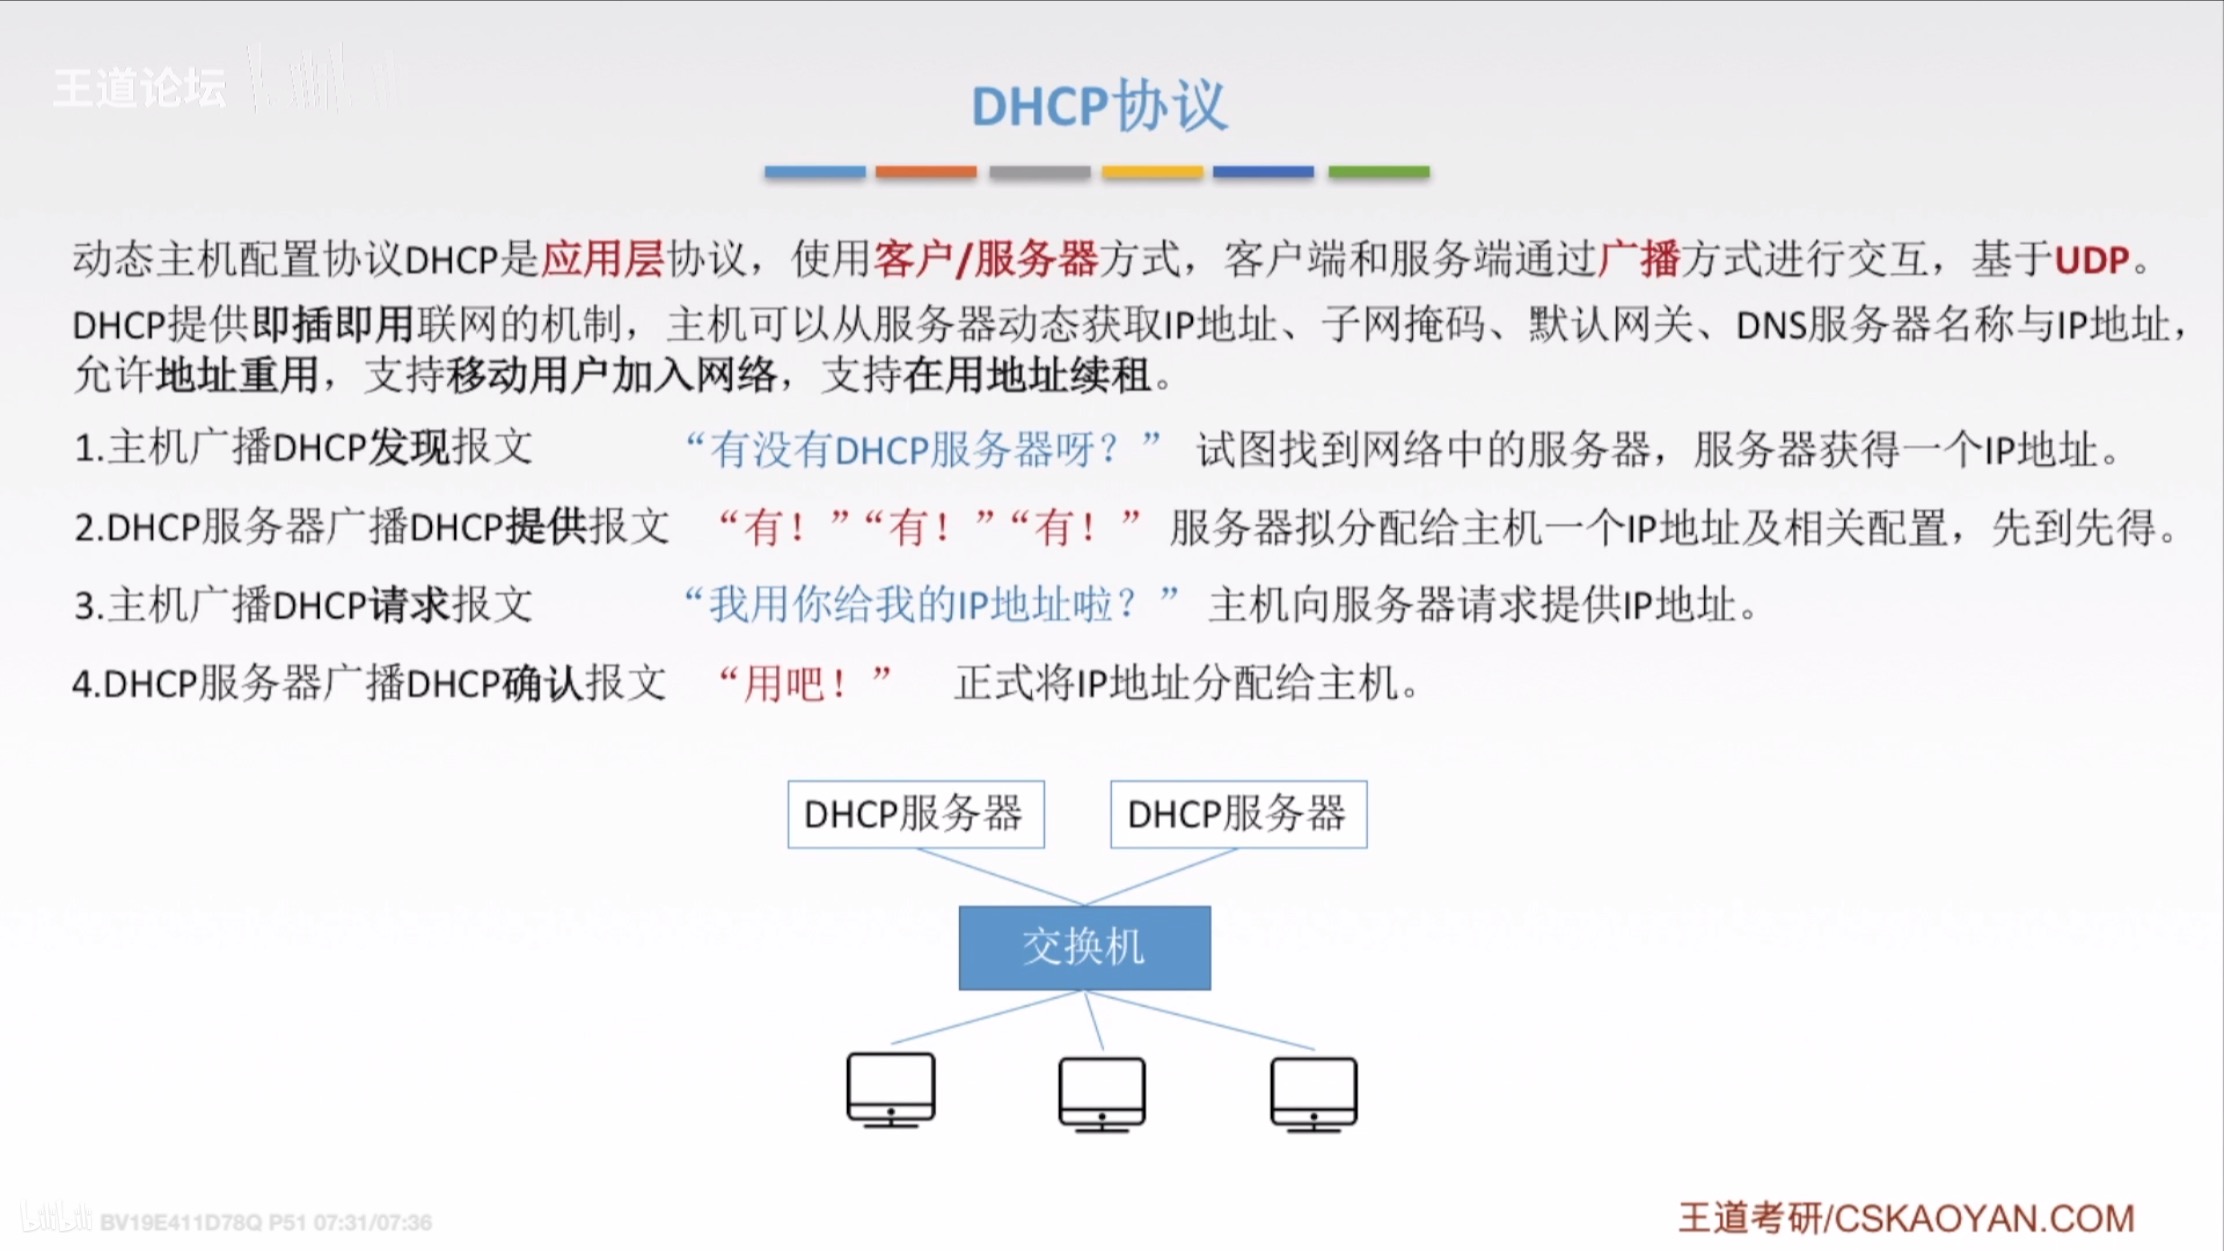 王道论坛
DHCP协议
动态主机配置协议DHCP是应用层协议，使用客户/服务器方式，客户端和服务端通过广播方式进行交互，基于UDP。
DHCP提供即插即用联网的机制，主机可以从服务器动态获取IP地址、子网掩码、默认网关、DNS服务器名称与IP地址，
允许地址重用，支持移动用户加入网络，支持在用地址续租。
1.主机广播DHCP发现报文 “有没有DHCP服务器呀？” 试图找到网络中的服务器，服务器获得一个IP地址。
2.DHCP服务器广播DHCP提供报文 “有！”“有！”“有！” 服务器拟分配给主机一个IP地址及相关配置，先到先得。
3.主机广播DHCP请求报文 “我用你给我的IP地址啦？” 主机向服务器请求提供IP地址。
4.DHCP服务器广播DHCP确认报文 “用吧！” 正式将IP地址分配给主机。
DHCP服务器 DHCP服务器
交换机
bilibili BV19E411D78Q P51 07:31/07:36
王道考研/CSKAOYAN.COM